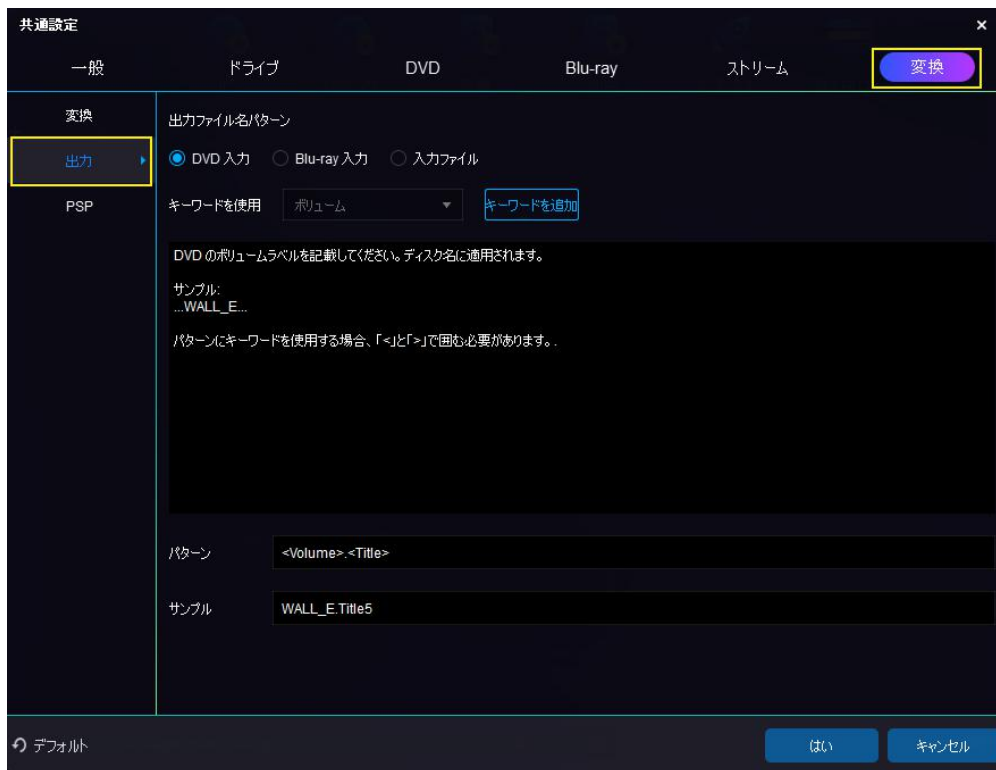 共通設定
×
一般 ドライブ DVD Blu-ray ストリーム 変換
変換
出力
PSP
出力ファイル名パターン
DVD 入力 Blu-ray 入力 入力ファイル
キーワードを使用 ボリューム キーワードを追加
DVD のボリュームラベルを記載してください。ディスク名に適用されます。
サンプル:
...WALL_E...
パターンにキーワードを使用する場合、「<」と「>」で囲む必要があります。.
パターン <Volume>.<Title>
サンプル WALL_E.Title5
デフォルト はい キャンセル